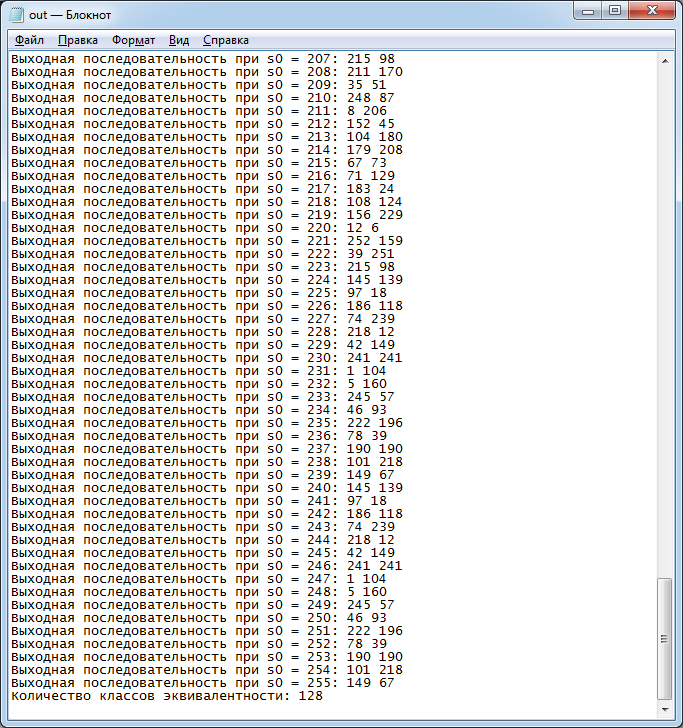 out — Блокнот
Файл Правка Формат Вид Справка
Выходная последовательность при s0 = 207: 215 98
Выходная последовательность при s0 = 208: 211 170
Выходная последовательность при s0 = 209: 35 51
Выходная последовательность при s0 = 210: 248 87
Выходная последовательность при s0 = 211: 8 206
Выходная последовательность при s0 = 212: 152 45
Выходная последовательность при s0 = 213: 104 180
Выходная последовательность при s0 = 214: 179 208
Выходная последовательность при s0 = 215: 67 73
Выходная последовательность при s0 = 216: 71 129
Выходная последовательность при s0 = 217: 183 24
Выходная последовательность при s0 = 218: 108 124
Выходная последовательность при s0 = 219: 156 229
Выходная последовательность при s0 = 220: 12 6
Выходная последовательность при s0 = 221: 252 159
Выходная последовательность при s0 = 222: 39 251
Выходная последовательность при s0 = 223: 215 98
Выходная последовательность при s0 = 224: 145 139
Выходная последовательность при s0 = 225: 97 18
Выходная последовательность при s0 = 226: 186 118
Выходная последовательность при s0 = 227: 74 239
Выходная последовательность при s0 = 228: 218 12
Выходная последовательность при s0 = 229: 42 149
Выходная последовательность при s0 = 230: 241 241
Выходная последовательность при s0 = 231: 1 104
Выходная последовательность при s0 = 232: 5 160
Выходная последовательность при s0 = 233: 245 57
Выходная последовательность при s0 = 234: 46 93
Выходная последовательность при s0 = 235: 222 196
Выходная последовательность при s0 = 236: 78 39
Выходная последовательность при s0 = 237: 190 190
Выходная последовательность при s0 = 238: 101 218
Выходная последовательность при s0 = 239: 149 67
Выходная последовательность при s0 = 240: 145 139
Выходная последовательность при s0 = 241: 97 18
Выходная последовательность при s0 = 242: 186 118
Выходная последовательность при s0 = 243: 74 239
Выходная последовательность при s0 = 244: 218 12
Выходная последовательность при s0 = 245: 42 149
Выходная последовательность при s0 = 246: 241 241
Выходная последовательность при s0 = 247: 1 104
Выходная последовательность при s0 = 248: 5 160
Выходная последовательность при s0 = 249: 245 57
Выходная последовательность при s0 = 250: 46 93
Выходная последовательность при s0 = 251: 222 196
Выходная последовательность при s0 = 252: 78 39
Выходная последовательность при s0 = 253: 190 190
Выходная последовательность при s0 = 254: 101 218
Выходная последовательность при s0 = 255: 149 67
Количество классов эквивалентности: 128